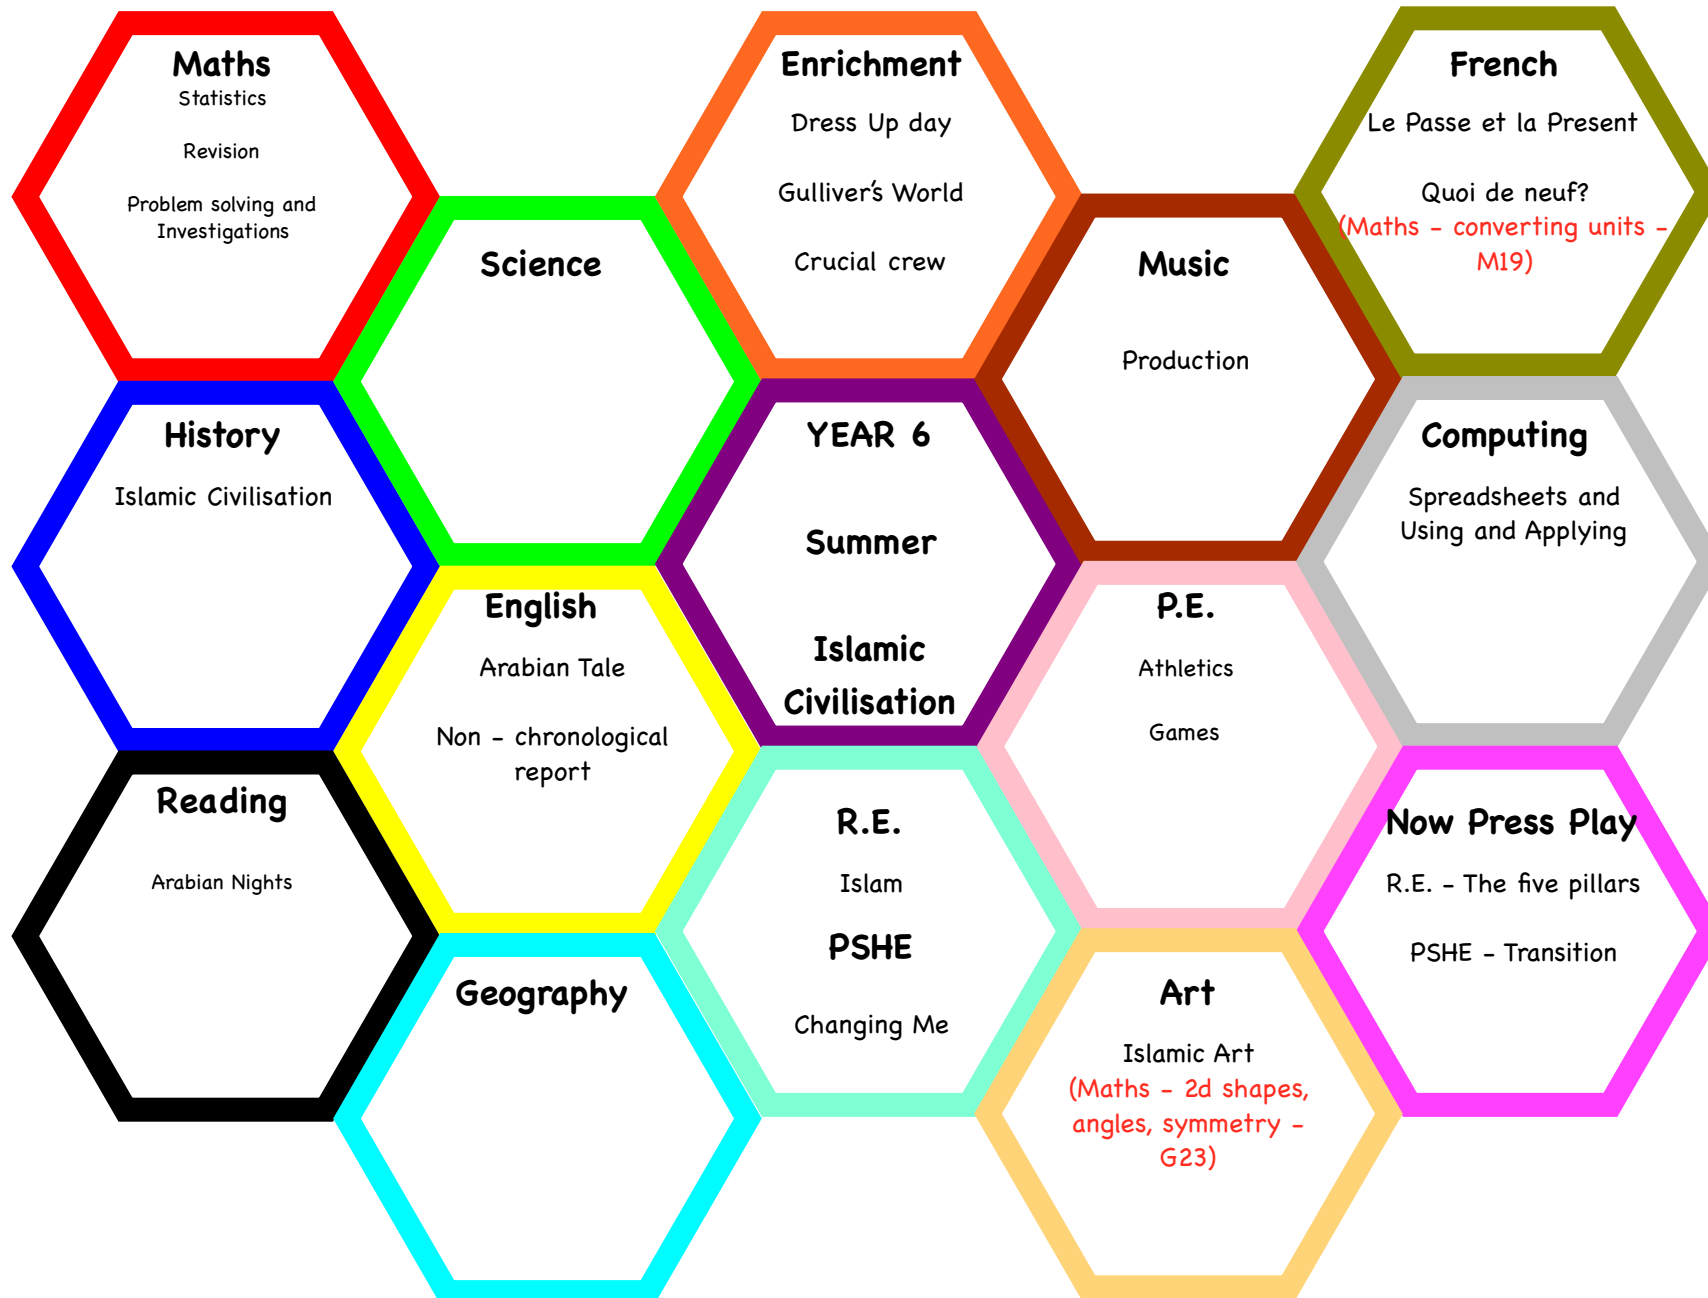 Maths
Statistics
Revision
Problem solving and
Investigations
Science
Enrichment
Dress Up day
Gulliver's World
Crucial crew
Music
Production
French
Le Passe et la Present
Quoi de neuf?
(Maths - converting units -
M19)
History
Islamic Civilisation
English
Arabian Tale
Non - chronological
report
YEAR 6
Summer
Islamic
Civilisation
P.E.
Athletics
Games
Computing
Spreadsheets and
Using and Applying
Reading
Arabian Nights
Geography
R.E.
Islam
PSHE
Changing Me
Art
Islamic Art
(Maths - 2d shapes,
angles, symmetry -
G23)
Now Press Play
R.E. - The five pillars
PSHE - Transition